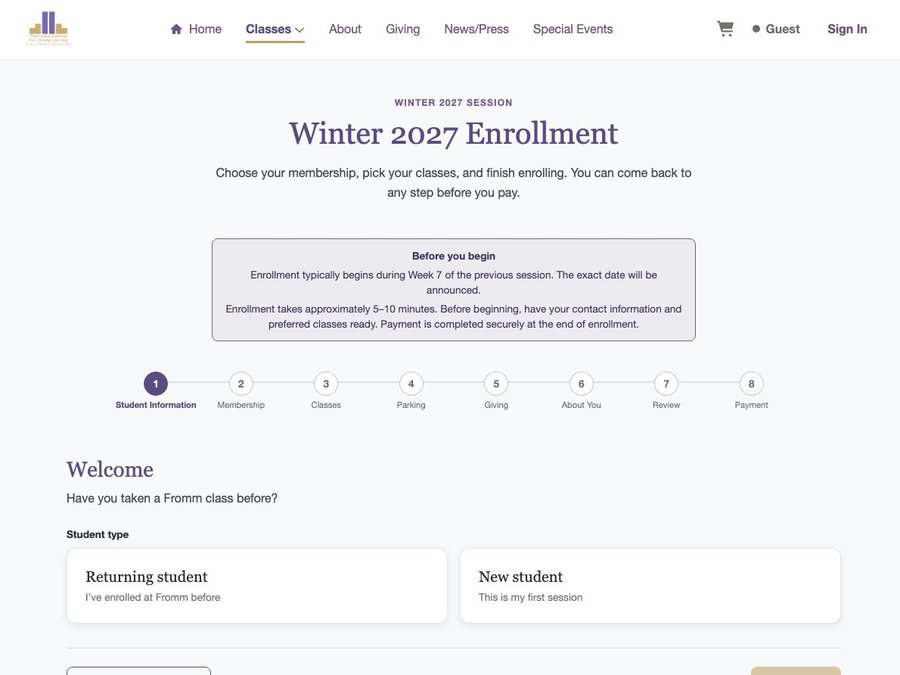 Home
Classes
About
Giving
News/Press
Special Events
Guest
Sign In
WINTER 2027 SESSION
Winter 2027 Enrollment
Choose your membership, pick your classes, and finish enrolling. You can come back to
any step before you pay.
Before you begin
Enrollment typically begins during Week 7 of the previous session. The exact date will be
announced.
Enrollment takes approximately 5–10 minutes. Before beginning, have your contact information and
preferred classes ready. Payment is completed securely at the end of enrollment.
1
2
3
4
5
6
7
8
Student Information
Membership
Classes
Parking
Giving
About You
Review
Payment
Welcome
Have you taken a Fromm class before?
Student type
Returning student
I've enrolled at Fromm before
New student
This is my first session